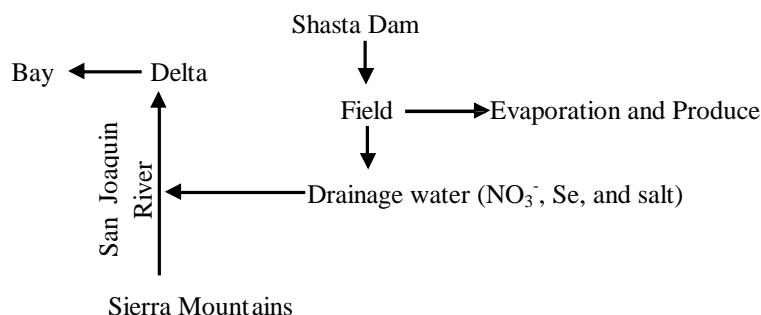 Shasta Dam
Bay
Delta
Field
Evaporation and Produce
San Joaquin
River
Drainage water (NO₃⁻, Se, and salt)
Sierra Mountains